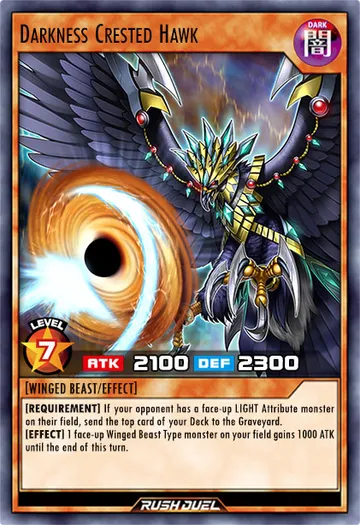 DARKNESS CRESTED HAWK
DARK
闇
LEVEL
7
ATK 2100 DEF 2300
[WINGED BEAST/EFFECT]
[REQUIREMENT] If your opponent has a face-up LIGHT Attribute monster
on their field, send the top card of your Deck to the Graveyard.
[EFFECT] 1 face-up Winged Beast Type monster on your field gains 1000 ATK
until the end of this turn.
RUSH DUEL